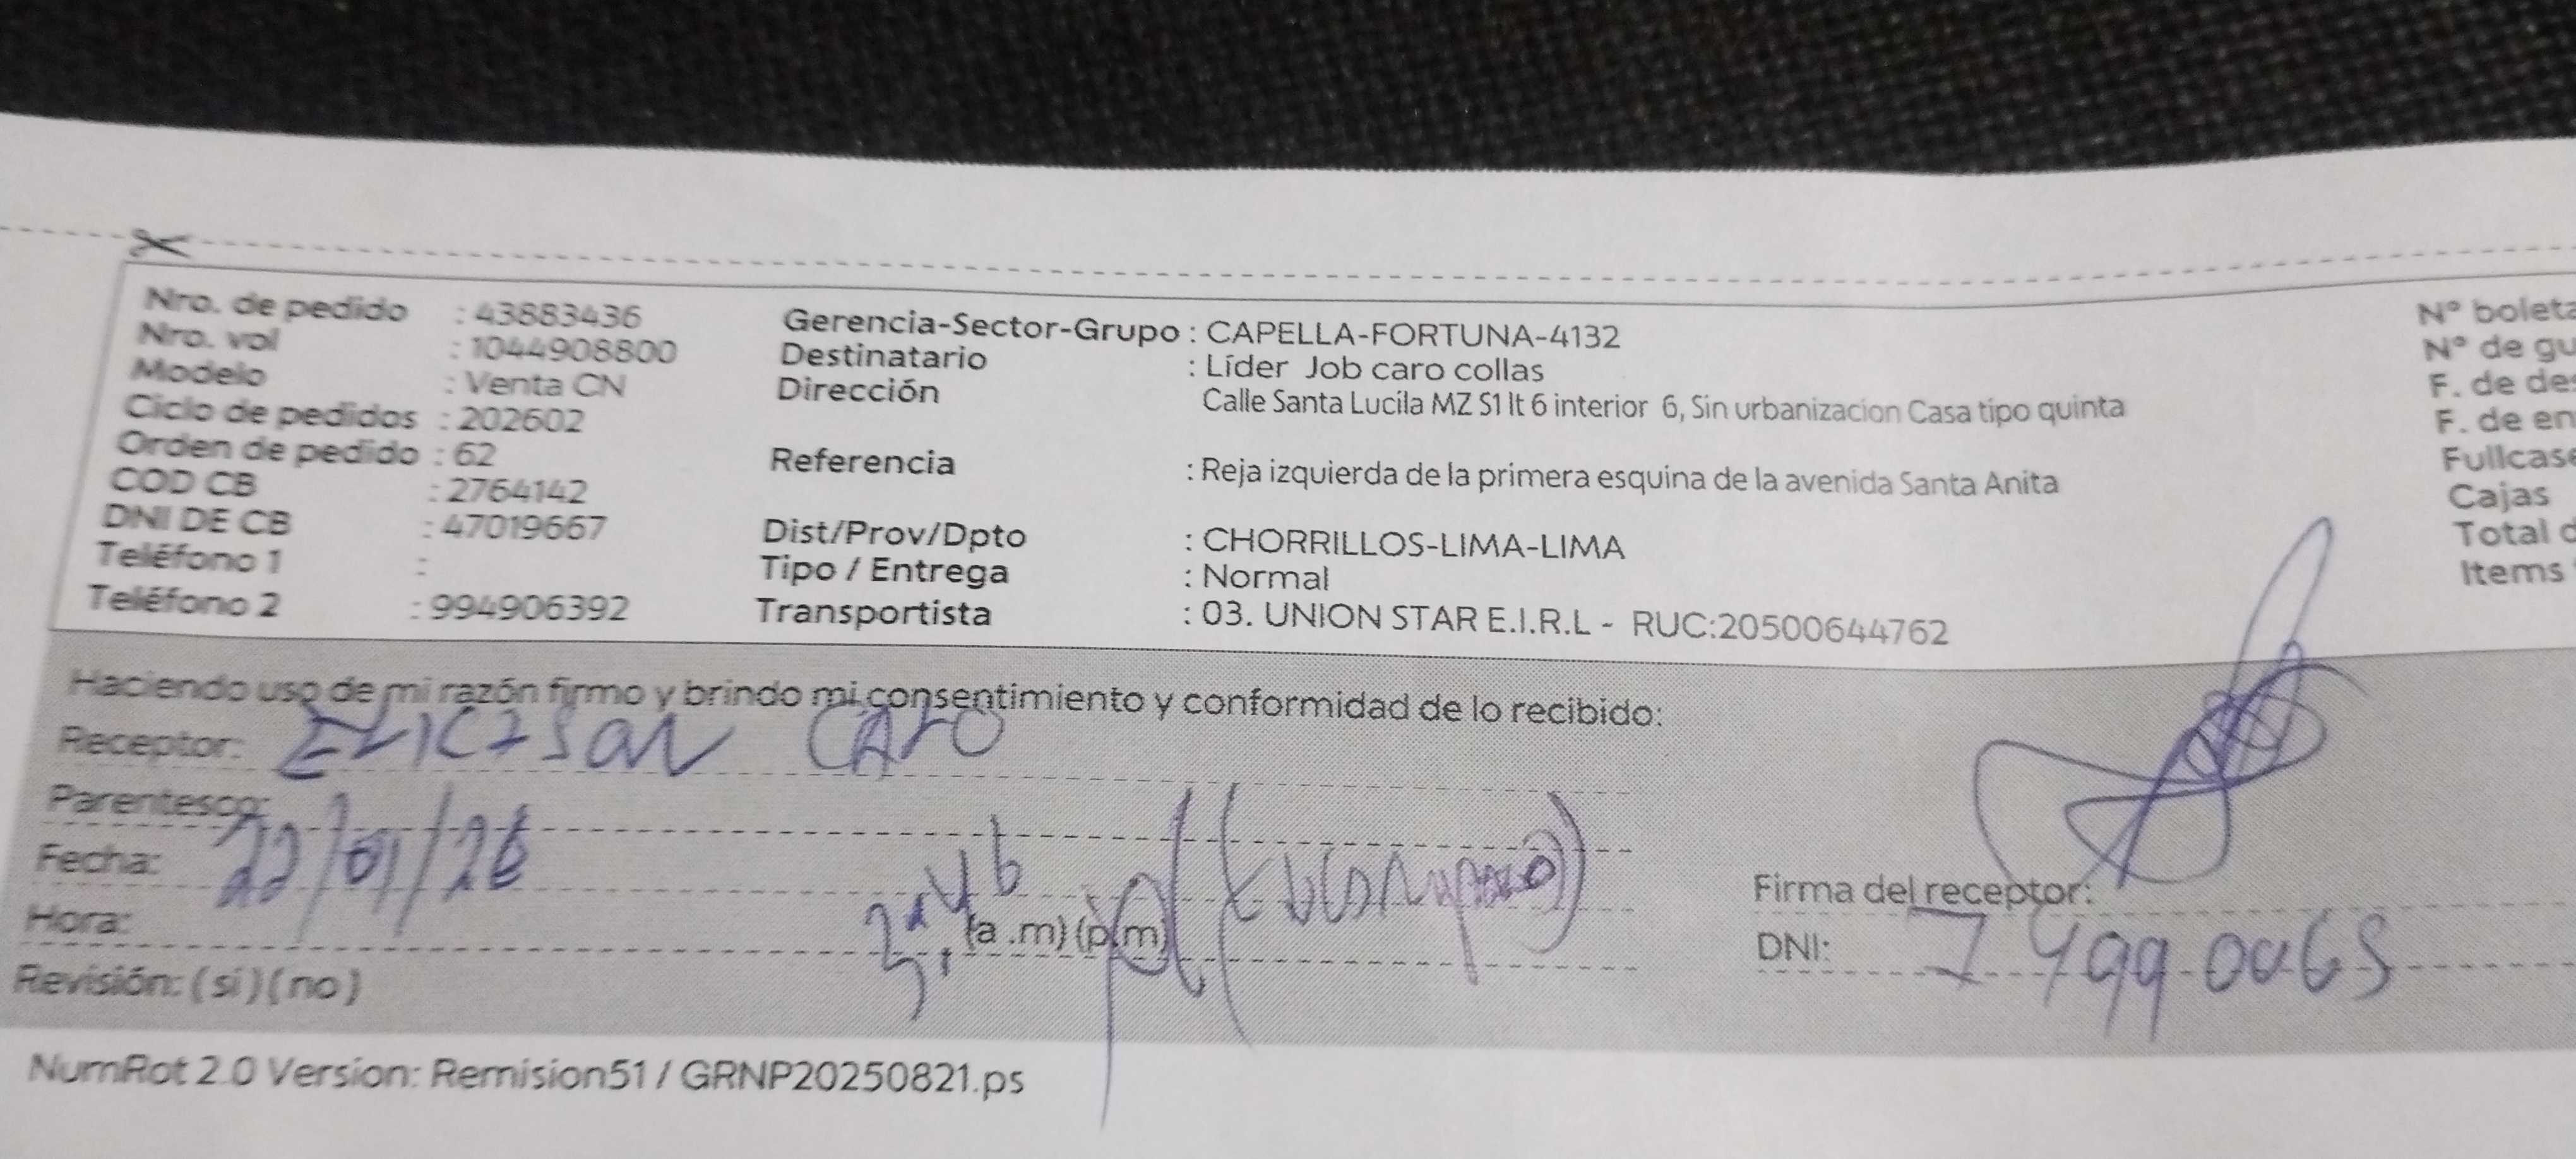 Nro. de pedido : 43883436
Nro. vol : 1044908800
Modelo : Venta CN
Ciclo de pedidos : 202602
Orden de pedido : 62
COD CB : 2764142
DNI DE CB : 47019667
Teléfono 1 :
Teléfono 2 : 994906392
Gerencia-Sector-Grupo : CAPELLA-FORTUNA-4132
Destinatario : Líder Job caro collas
Dirección
Calle Santa Lucila MZ S1 lt 6 interior 6, Sin urbanizacion Casa tipo quinta
Referencia : Reja izquierda de la primera esquina de la avenida Santa Anita
Dist/Prov/Dpto : CHORRILLOS-LIMA-LIMA
Tipo / Entrega : Normal
Transportista : 03. UNION STAR E.I.R.L - RUC:20500644762
N° boleta
N° de gu
F. de des
F. de en
Fullcase
Cajas
Total d
Items
Haciendo uso de mi razón firmo y brindo mi consentimiento y conformidad de lo recibido:
Receptor: CARO
Parentesco:
Fecha: 22/01/26
Hora: (a .m) (p.m)
Revisión: (si) (no)
Firma del receptor:
DNI:
NumRot 2.0 Version: Remision51 / GRNP20250821.ps